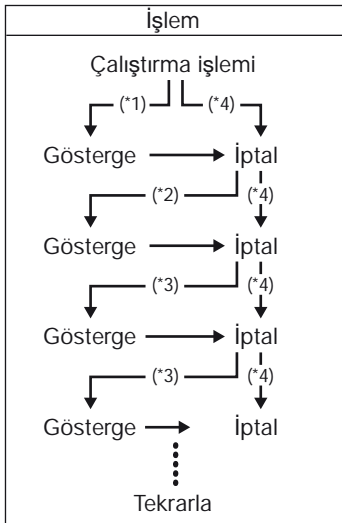 İşlem
Çalıştırma işlemi
(*1) (*4)
Gösterge İptal
(*2) (*4)
Gösterge İptal
(*3) (*4)
Gösterge İptal
(*3) (*4)
Gösterge İptal
Tekrarla